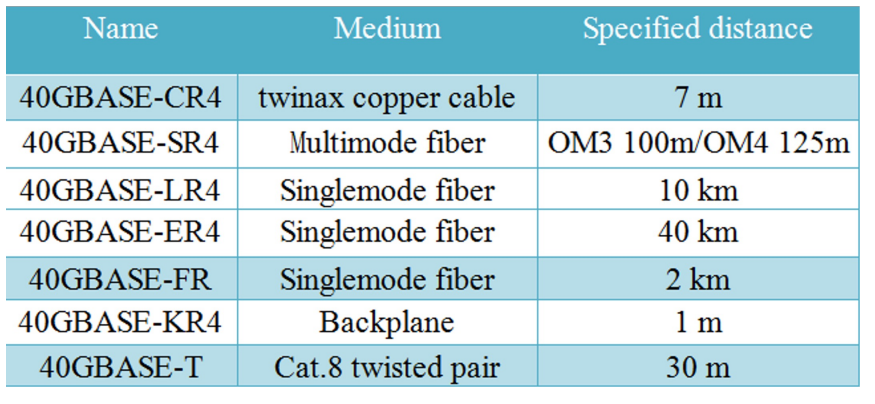 Name Medium Specified distance
40GBASE-CR4 twinax copper cable 7 m
40GBASE-SR4 Multimode fiber OM3 100m/OM4 125m
40GBASE-LR4 Singlemode fiber 10 km
40GBASE-ER4 Singlemode fiber 40 km
40GBASE-FR Singlemode fiber 2 km
40GBASE-KR4 Backplane 1 m
40GBASE-T Cat.8 twisted pair 30 m